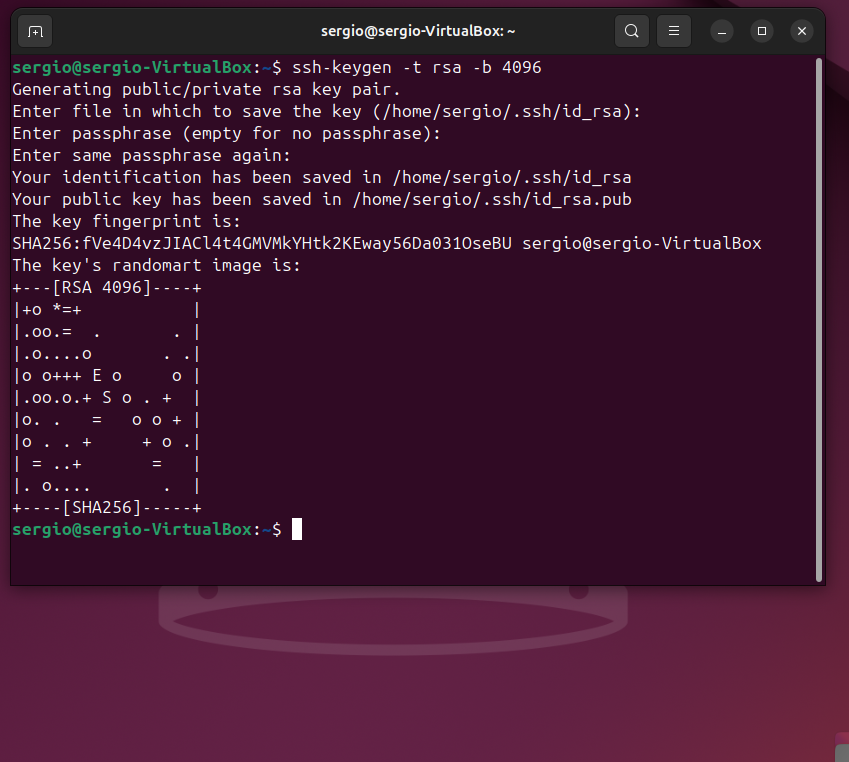 sergio@sergio-VirtualBox: ~
sergio@sergio-VirtualBox:~$ ssh-keygen -t rsa -b 4096
Generating public/private rsa key pair.
Enter file in which to save the key (/home/sergio/.ssh/id_rsa):
Enter passphrase (empty for no passphrase):
Enter same passphrase again:
Your identification has been saved in /home/sergio/.ssh/id_rsa
Your public key has been saved in /home/sergio/.ssh/id_rsa.pub
The key fingerprint is:
SHA256:fVe4D4vzJIACl4t4GMVMkYHtk2KEway56Da031OseBU sergio@sergio-VirtualBox
The key's randomart image is:
+---[RSA 4096]----+
|+o *=+           |
|.oo.=  .       . |
|.o....o       . .|
|o o+++ E o     o |
|.oo.o.+ S o . +  |
|o. .   =   o o + |
|o . . +     + o .|
| = ..+       =   |
|. o....       .  |
+----[SHA256]-----+
sergio@sergio-VirtualBox:~$